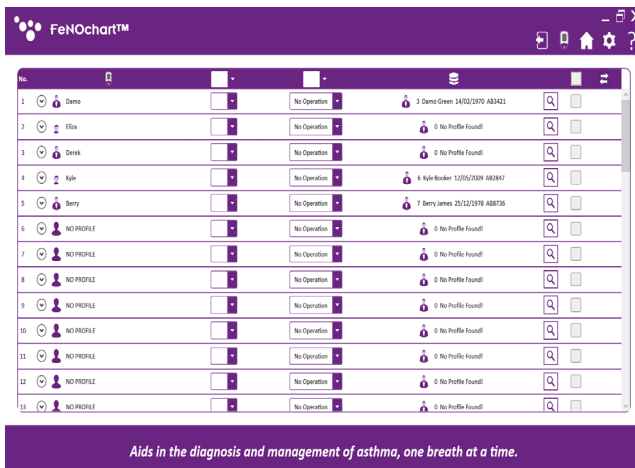 FeNOchart™
?
No.
1 Damo No Operation 3 Damo Green 14/02/1970 AB3421
2 Eliza No Operation 0 No Profile Found!
3 Derek No Operation 0 No Profile Found!
4 Kyle No Operation 6 Kyle Booker 12/05/2009 AB2847
5 Berry No Operation 7 Berry James 25/12/1978 AB8736
6 NO PROFILE No Operation 0 No Profile Found!
7 NO PROFILE No Operation 0 No Profile Found!
8 NO PROFILE No Operation 0 No Profile Found!
9 NO PROFILE No Operation 0 No Profile Found!
10 NO PROFILE No Operation 0 No Profile Found!
11 NO PROFILE No Operation 0 No Profile Found!
12 NO PROFILE No Operation 0 No Profile Found!
13 NO PROFILE No Operation 0 No Profile Found!
Aids in the diagnosis and management of asthma, one breath at a time.